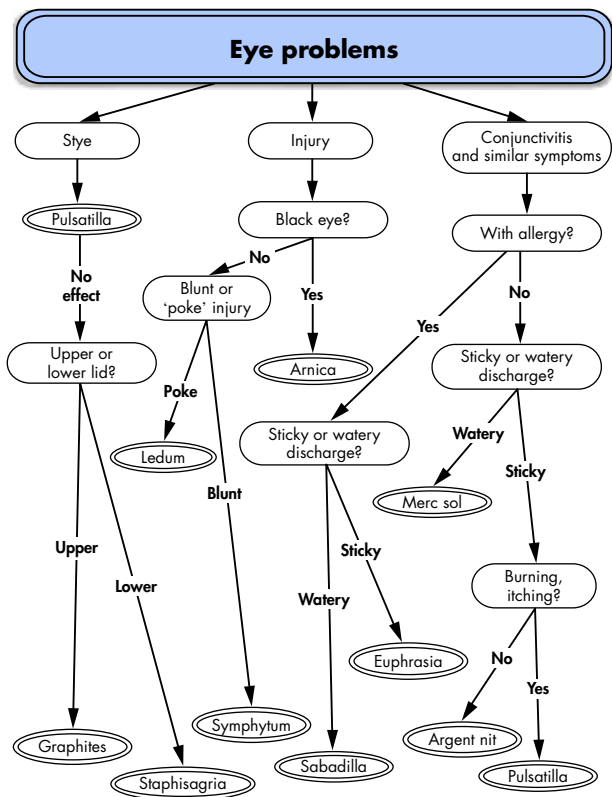 Eye problems
Stye
Injury
Conjunctivitis
and similar symptoms
Pulsatilla
Black eye?
With allergy?
No
effect
No
Blunt or
‘poke’ injury
Yes
No
Yes
Upper or
lower lid?
Arnica
Sticky or watery
discharge?
Poke
Ledum
Sticky or watery
discharge?
Watery
Sticky
Merc sol
Blunt
Upper
Sticky
Lower
Watery
Burning,
itching?
Euphrasia
No
Yes
Graphites
Symphytum
Argent nit
Staphisagria
Sabadilla
Pulsatilla